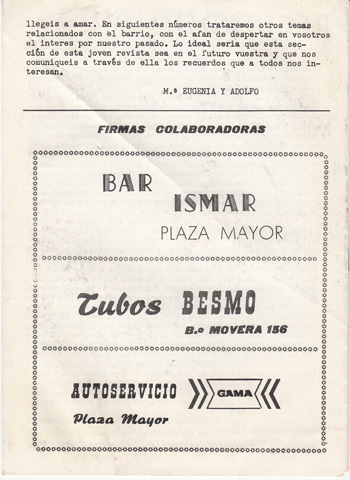 llegeis a amar. En siguientes números trataremos otros temas
relacionados con el barrio, con el afan de despertar en vosotros
el interes por nuestro pasado. Lo ideal seria que esta sec-
ción de esta joven revista sea en el futuro vuestra y que nos
comuniqueis a través de ella los recuerdos que a todos nos in-
teresan.
M.ª EUGENIA Y ADOLFO
FIRMAS COLABORADORAS
BAR
ISMAR
PLAZA MAYOR
Tubos BESMO
B.º MOVERA 156
AUTOSERVICIO GAMA
Plaza Mayor